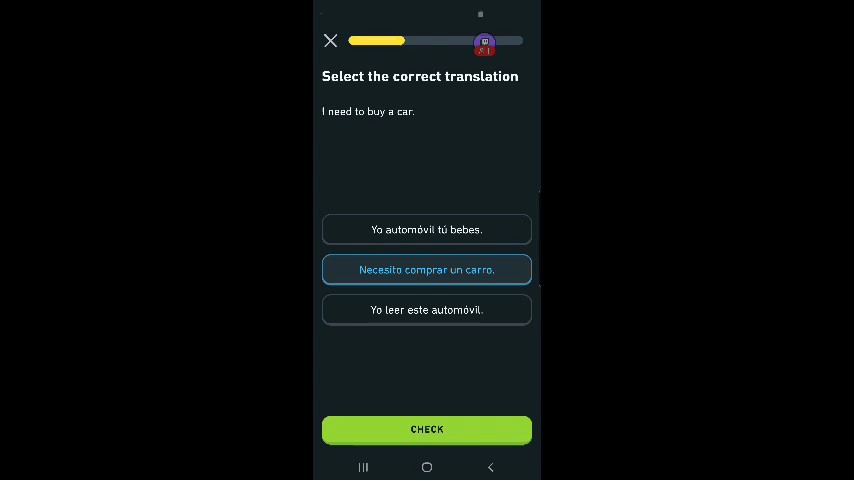 Select the correct translation
I need to buy a car.
Yo automóvil tú bebes.
Necesito comprar un carro.
Yo leer este automóvil.
CHECK